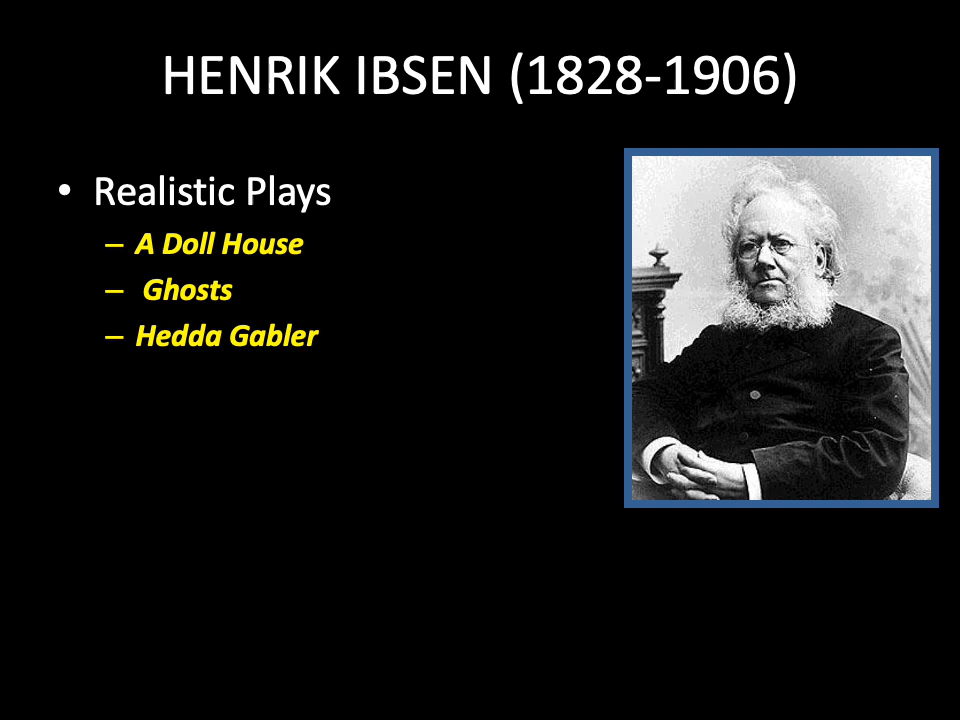 HENRIK IBSEN (1828-1906)
• Realistic Plays
– A Doll House
– Ghosts
– Hedda Gabler